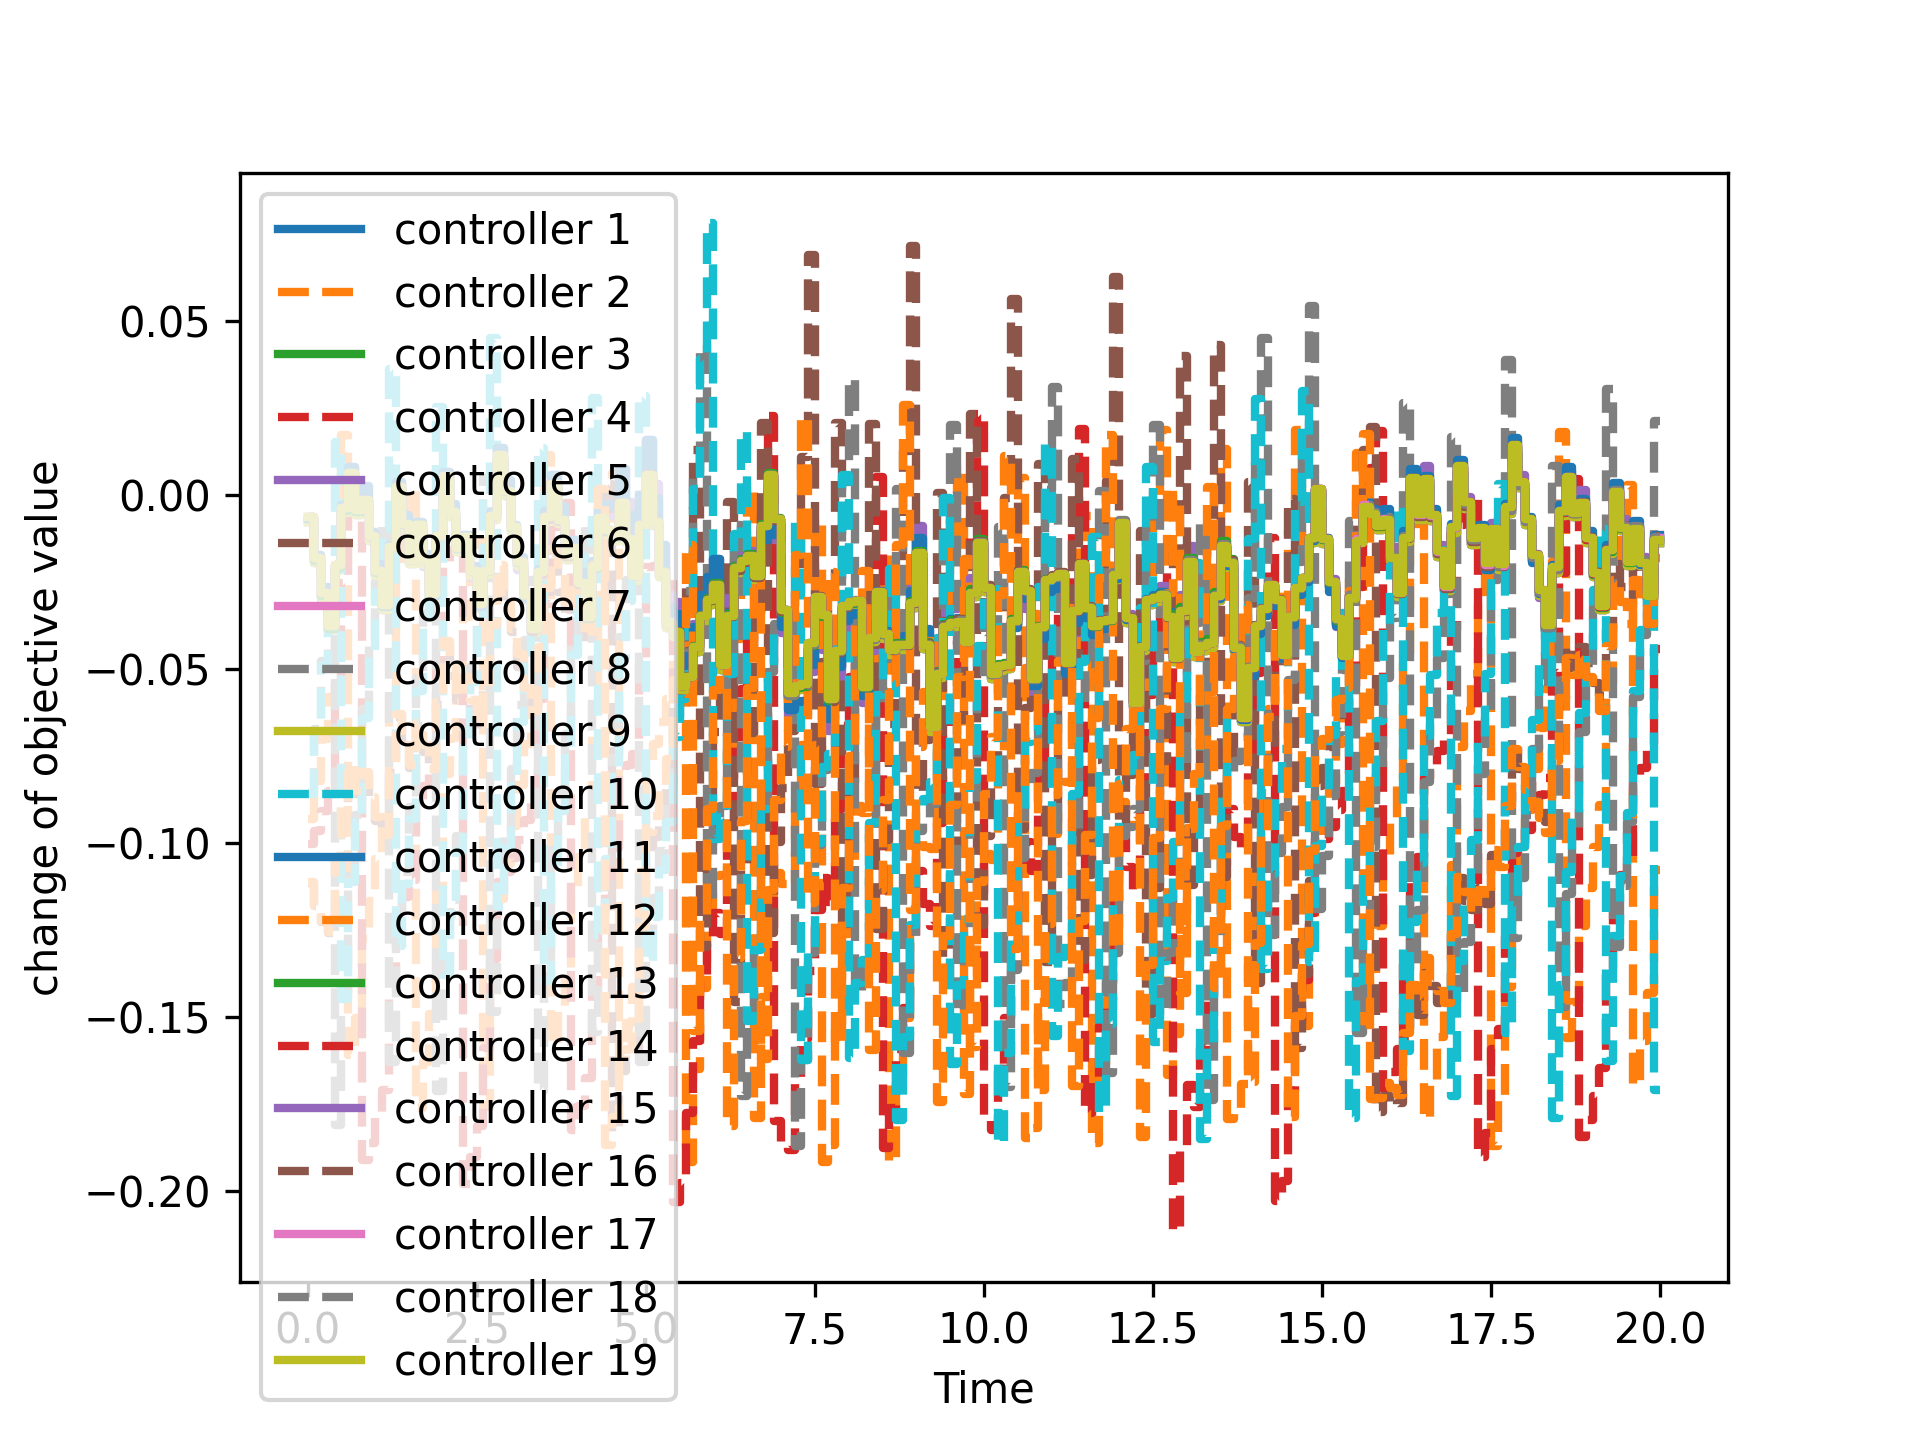 controller 1
controller 2
controller 3
controller 4
controller 5
controller 6
controller 7
controller 8
controller 9
controller 10
controller 11
controller 12
controller 13
controller 14
controller 15
controller 16
controller 17
controller 18
controller 19
0.05
0.00
−0.05
−0.10
−0.15
−0.20
change of objective value
0.0 2.5 5.0 7.5 10.0 12.5 15.0 17.5 20.0
Time